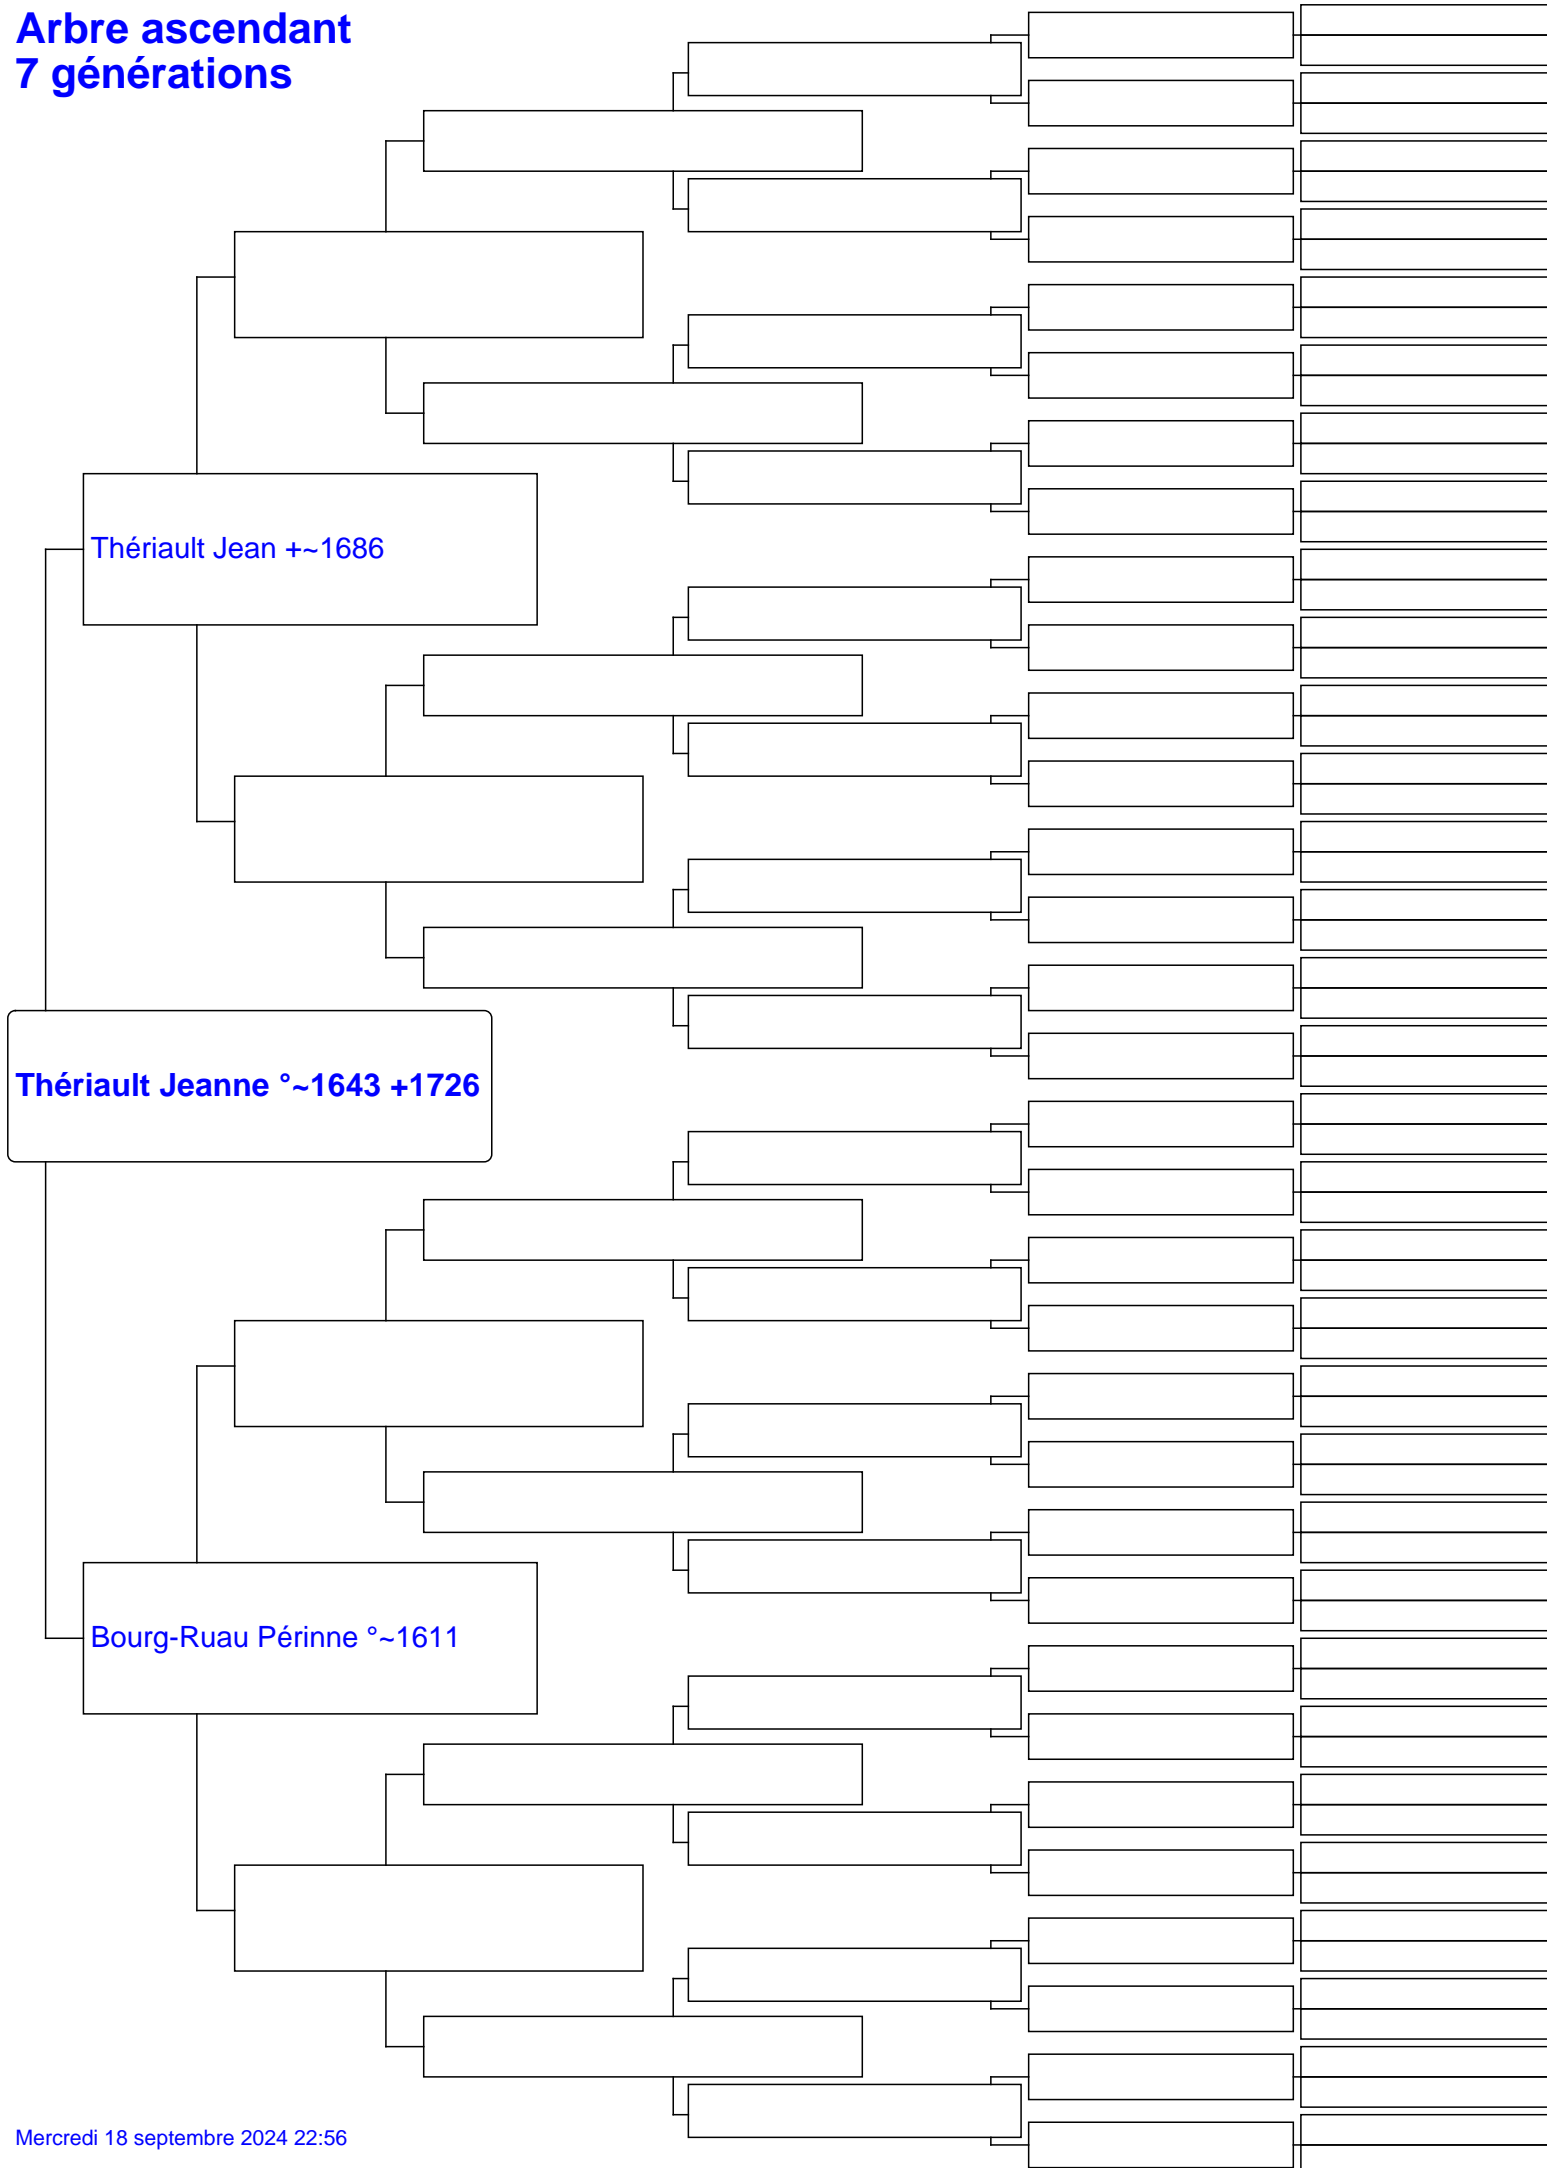 Arbre ascendant
7 générations
Thériault Jean +~1686
Thériault Jeanne °~1643 +1726
Bourg-Ruau Périnne °~1611
Mercredi 18 septembre 2024 22:56